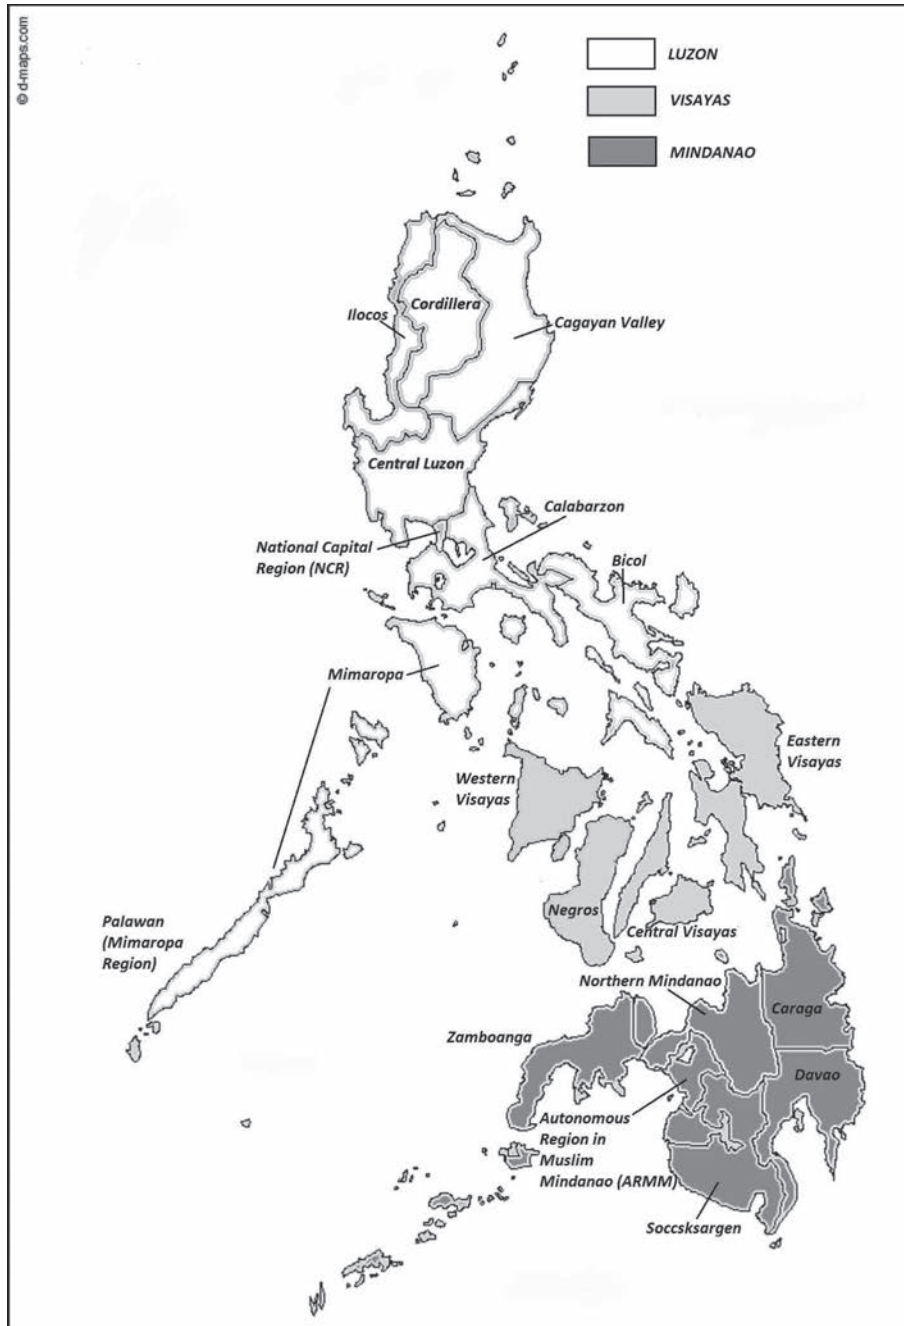 © d-maps.com
LUZON
VISAYAS
MINDANAO
Cordillera
Ilocos
Cagayan Valley
Central Luzon
Calabarzon
National Capital
Region (NCR)
Bicol
Mimaropa
Eastern
Visayas
Western
Visayas
Negros
Palawan
(Mimaropa
Region)
Central Visayas
Northern Mindanao
Caraga
Zamboanga
Davao
Autonomous
Region in
Muslim
Mindanao (ARMM)
Soccsksargen